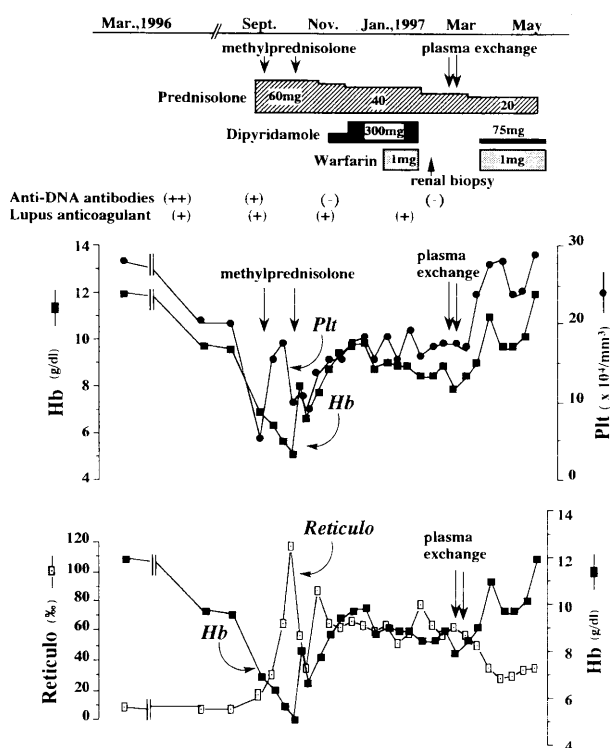 Mar.,1996 Sept. Nov. Jan.,1997 Mar May
methylprednisolone plasma exchange
Prednisolone 60mg 40 20
Dipyridamole 300mg 75mg
Warfarin 1mg 1mg
renal biopsy
Anti-DNA antibodies (++) (+) (-) (-)
Lupus anticoagulant (+) (+) (+) (+)
14
12
10
8
6
4
Hb (g/dl)
methylprednisolone
plasma
exchange
Plt
Hb
30
20
10
0
Plt ( x 10⁴/mm³)
120
100
80
60
40
20
0
Reticulo (‰)
Reticulo
Hb
plasma
exchange
14
12
10
8
6
4
Hb (g/dl)